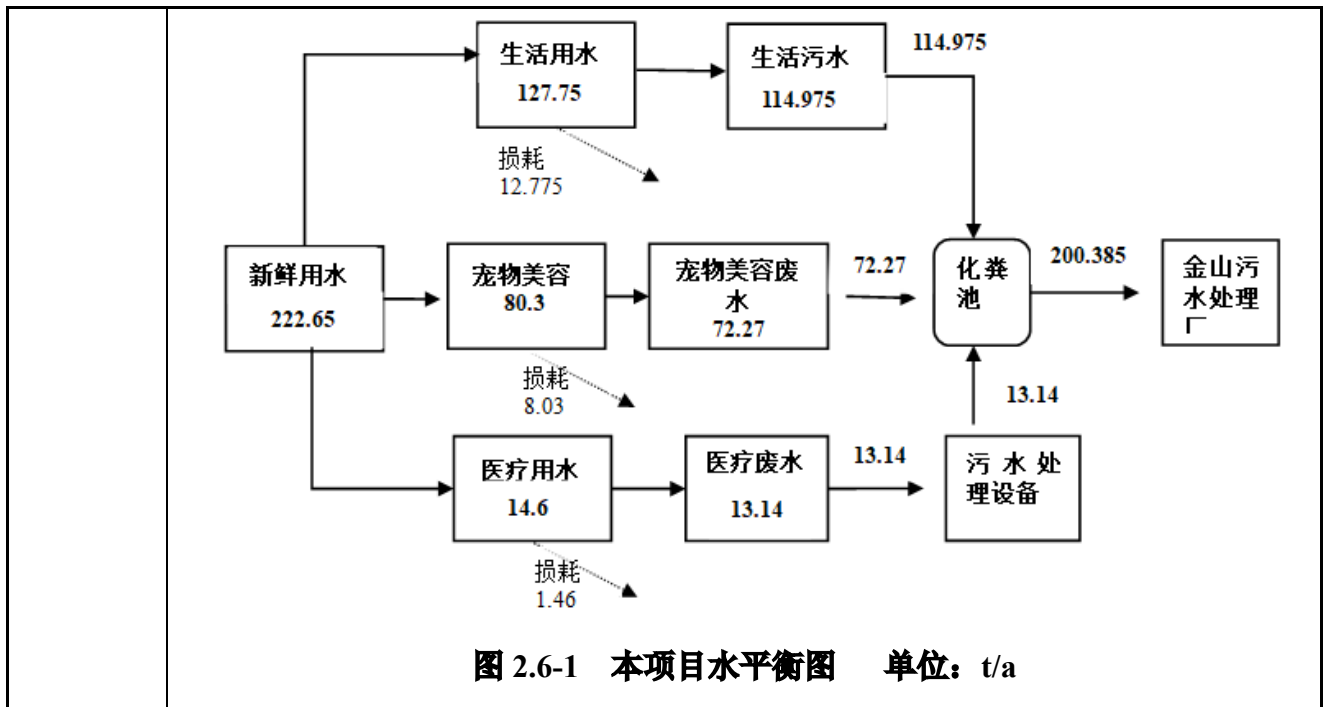 生活用水
127.75
生活污水
114.975
114.975
损耗
12.775
新鲜用水
222.65
宠物美容
80.3
宠物美容废
水
72.27
72.27
化粪
池
200.385
金山污
水处理
厂
损耗
8.03
13.14
医疗用水
14.6
医疗废水
13.14
13.14
污水处
理设备
损耗
1.46
图 2.6-1 本项目水平衡图 单位：t/a